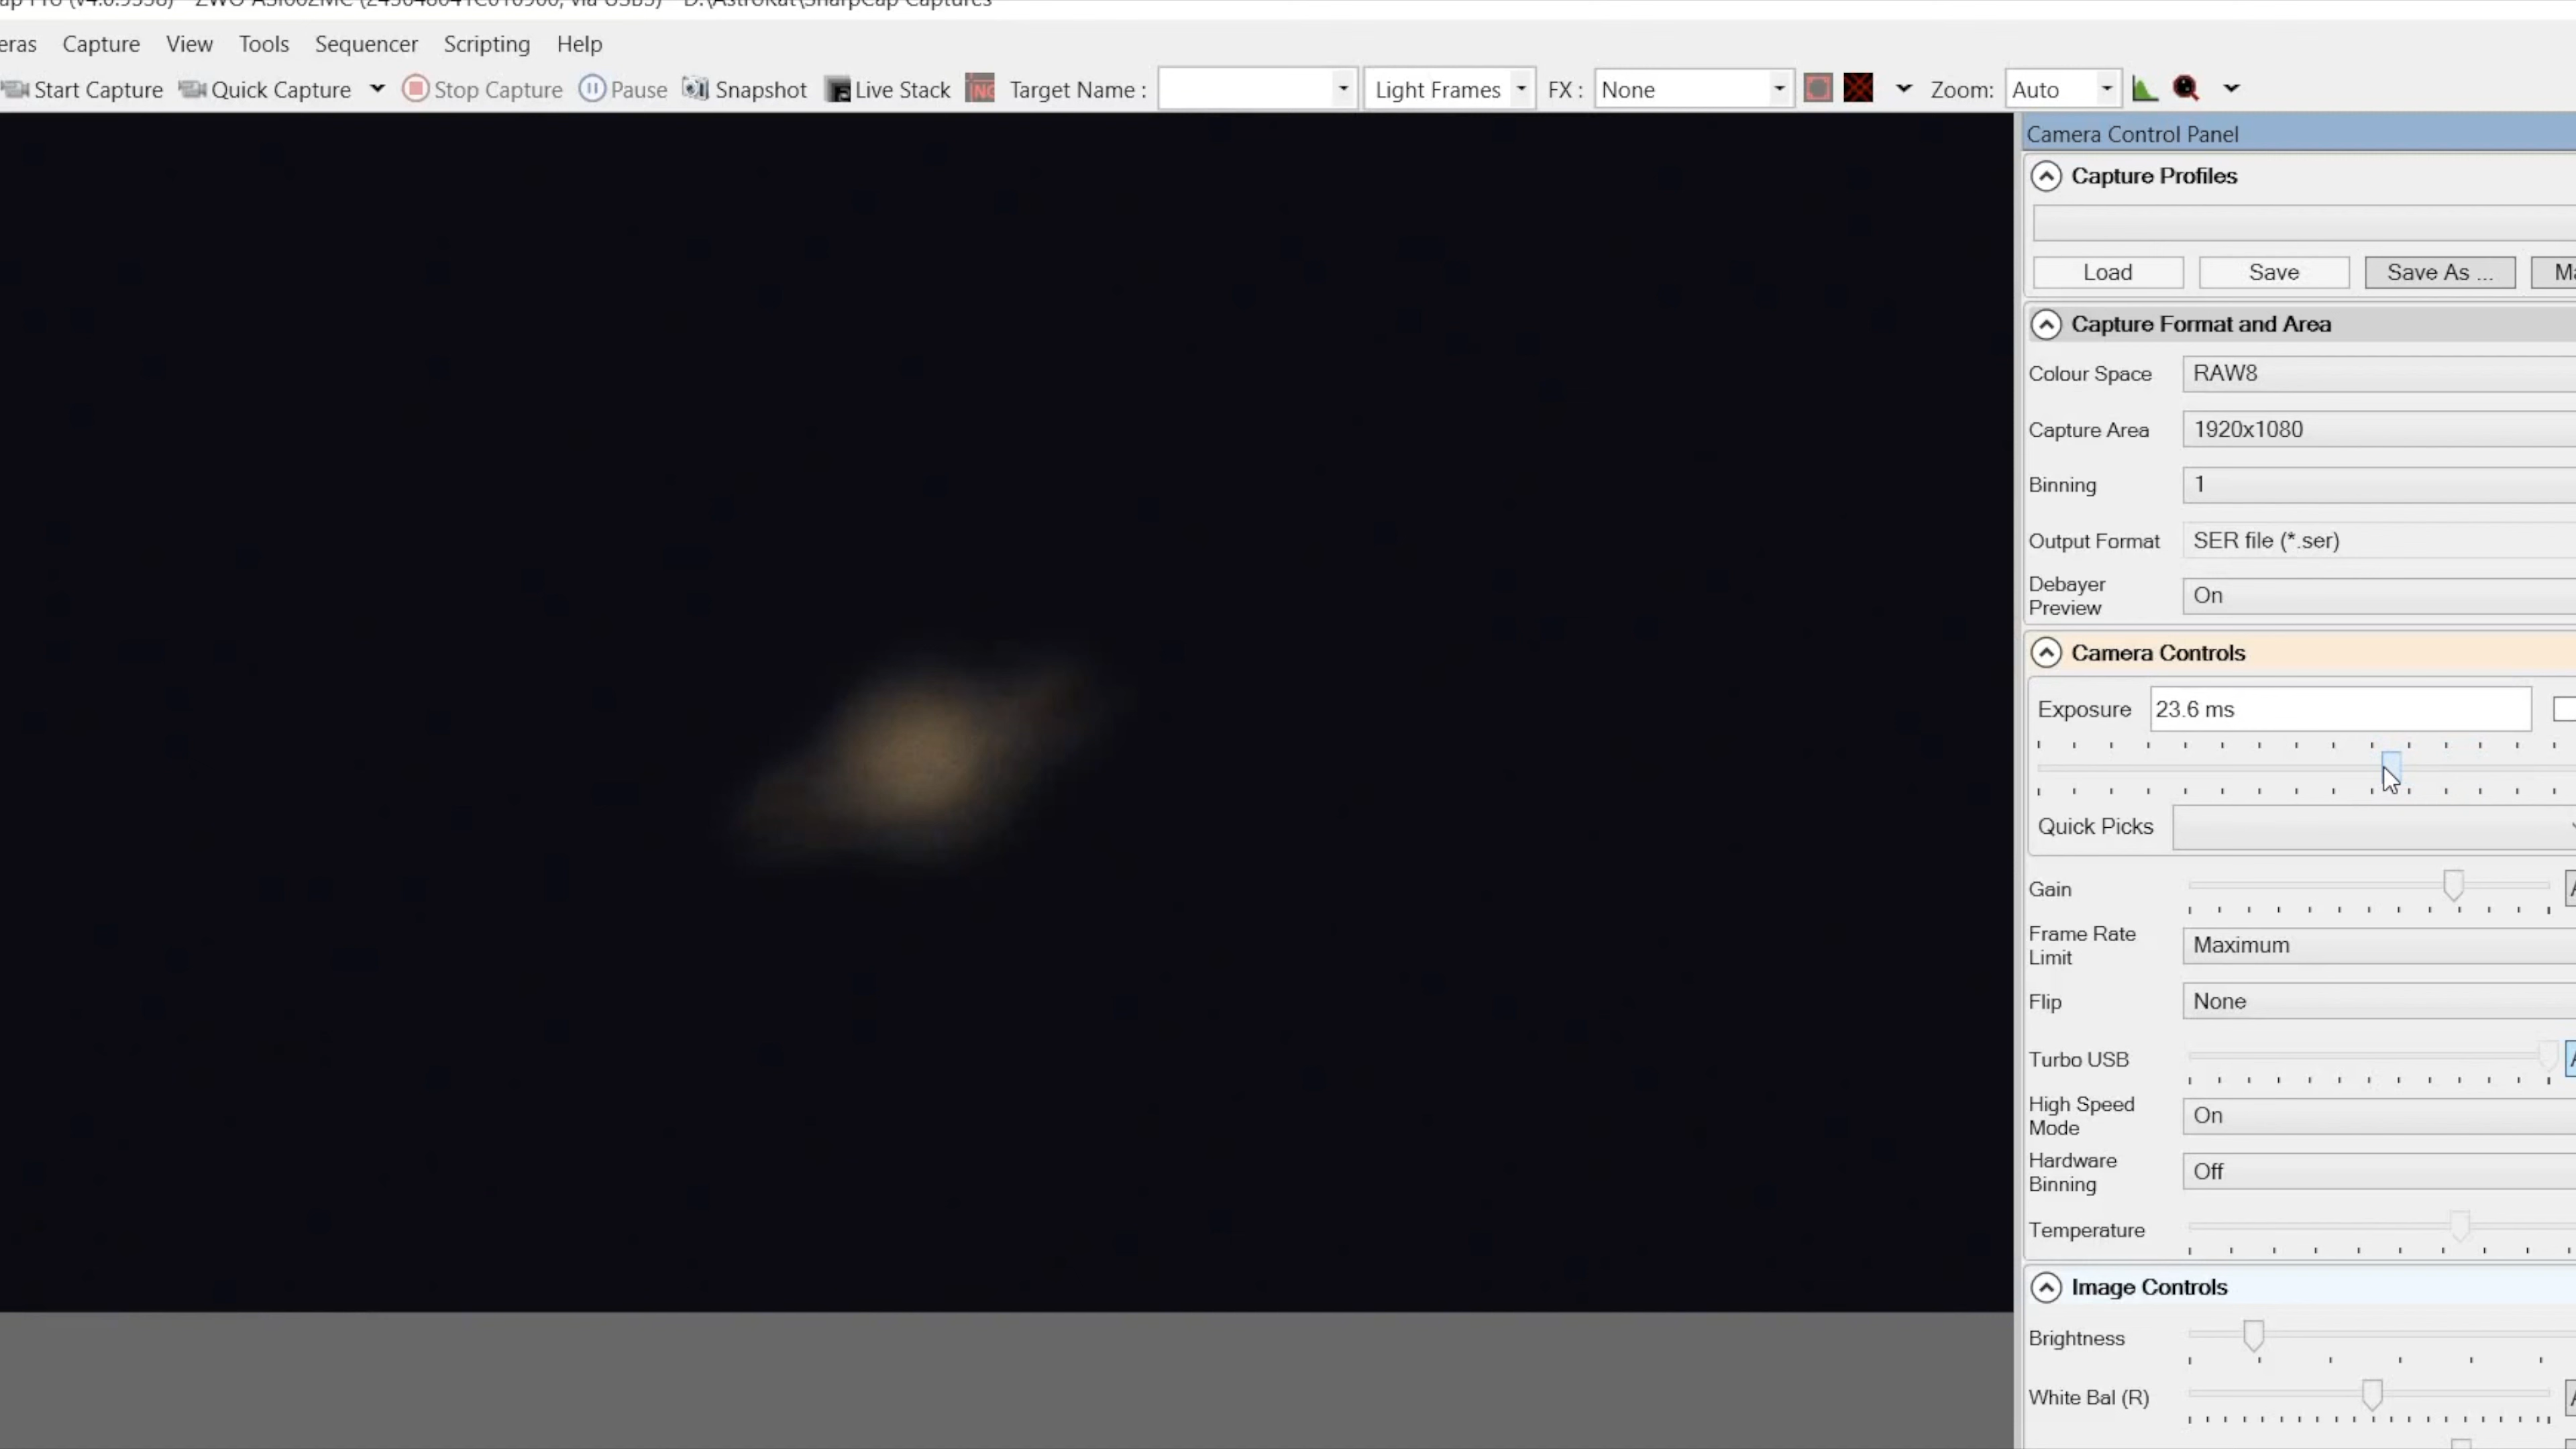 eras Capture View Tools Sequencer Scripting Help
Start Capture Quick Capture Stop Capture Pause Snapshot Live Stack Target Name : Light Frames FX : None Zoom: Auto
Camera Control Panel
Capture Profiles
Load Save Save As ... Ma
Capture Format and Area
Colour Space RAW8
Capture Area 1920x1080
Binning 1
Output Format SER file (*.ser)
Debayer
Preview
On
Camera Controls
Exposure 23.6 ms
Quick Picks
Gain
Frame Rate
Limit
Maximum
Flip None
Turbo USB
High Speed
Mode
On
Hardware
Binning
Off
Temperature
Image Controls
Brightness
White Bal (R)